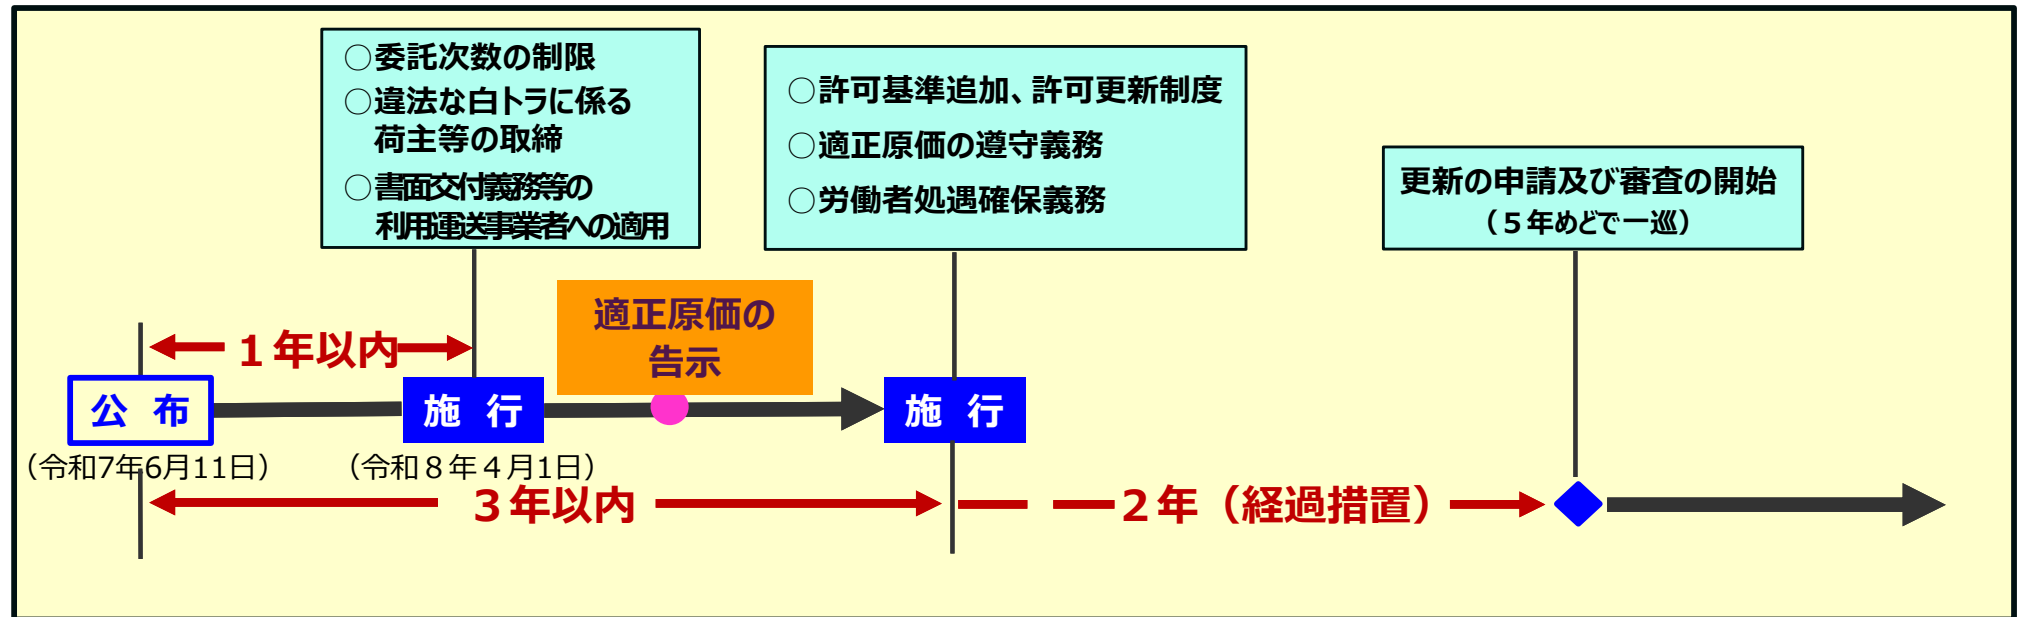 ○委託次数の制限
○違法な白トラに係る
荷主等の取締
○書面交付義務等の
利用運送事業者への適用
○許可基準追加、許可更新制度
○適正原価の遵守義務
○労働者処遇確保義務
更新の申請及び審査の開始
（５年めどで一巡）
適正原価の
告示
１年以内
公 布
施 行
施 行
（令和7年6月11日）
（令和８年４月1日）
３年以内
２年（経過措置）